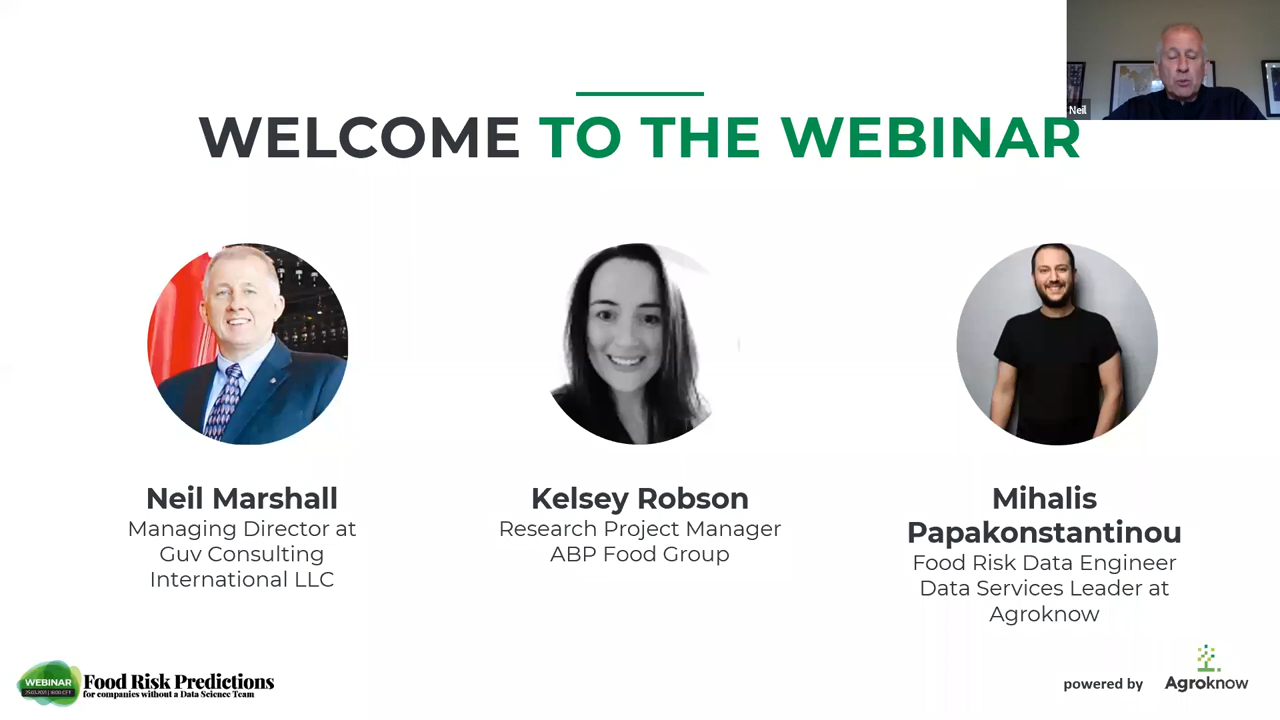 Neil
WELCOME TO THE WEBINAR
Neil Marshall
Managing Director at
Guv Consulting
International LLC
Kelsey Robson
Research Project Manager
ABP Food Group
Mihalis
Papakonstantinou
Food Risk Data Engineer
Data Services Leader at
Agroknow
WEBINAR
Food Risk Predictions
for companies without a Data Science Team
powered by
Agroknow